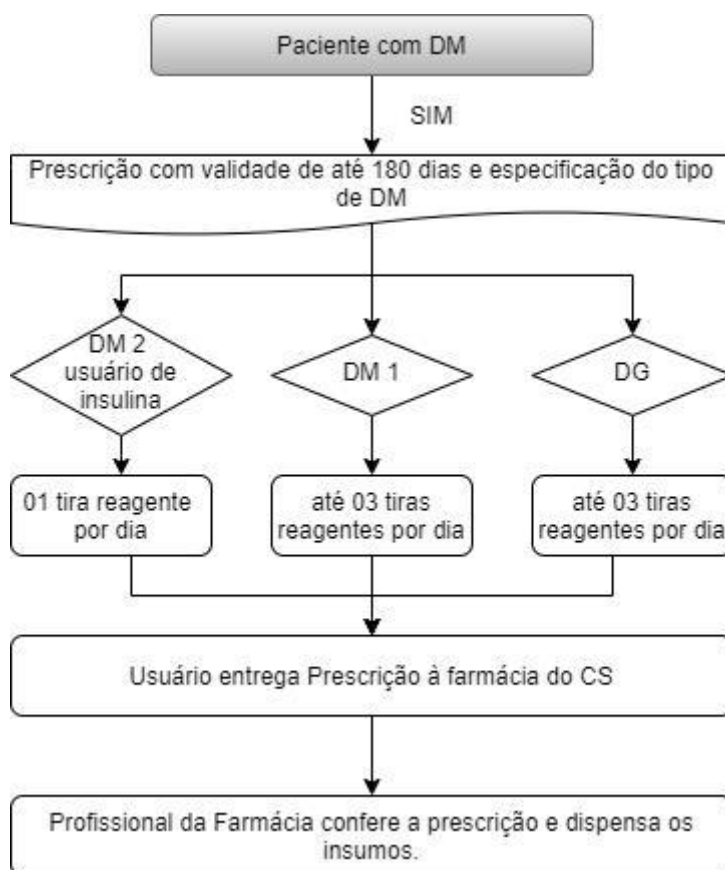 Paciente com DM
SIM
Prescrição com validade de até 180 dias e especificação do tipo
de DM
DM 2
usuário de
insulina
DM 1
DG
01 tira reagente
por dia
até 03 tiras
reagentes por dia
até 03 tiras
reagentes por dia
Usuário entrega Prescrição à farmácia do CS
Profissional da Farmácia confere a prescrição e dispensa os
insumos.